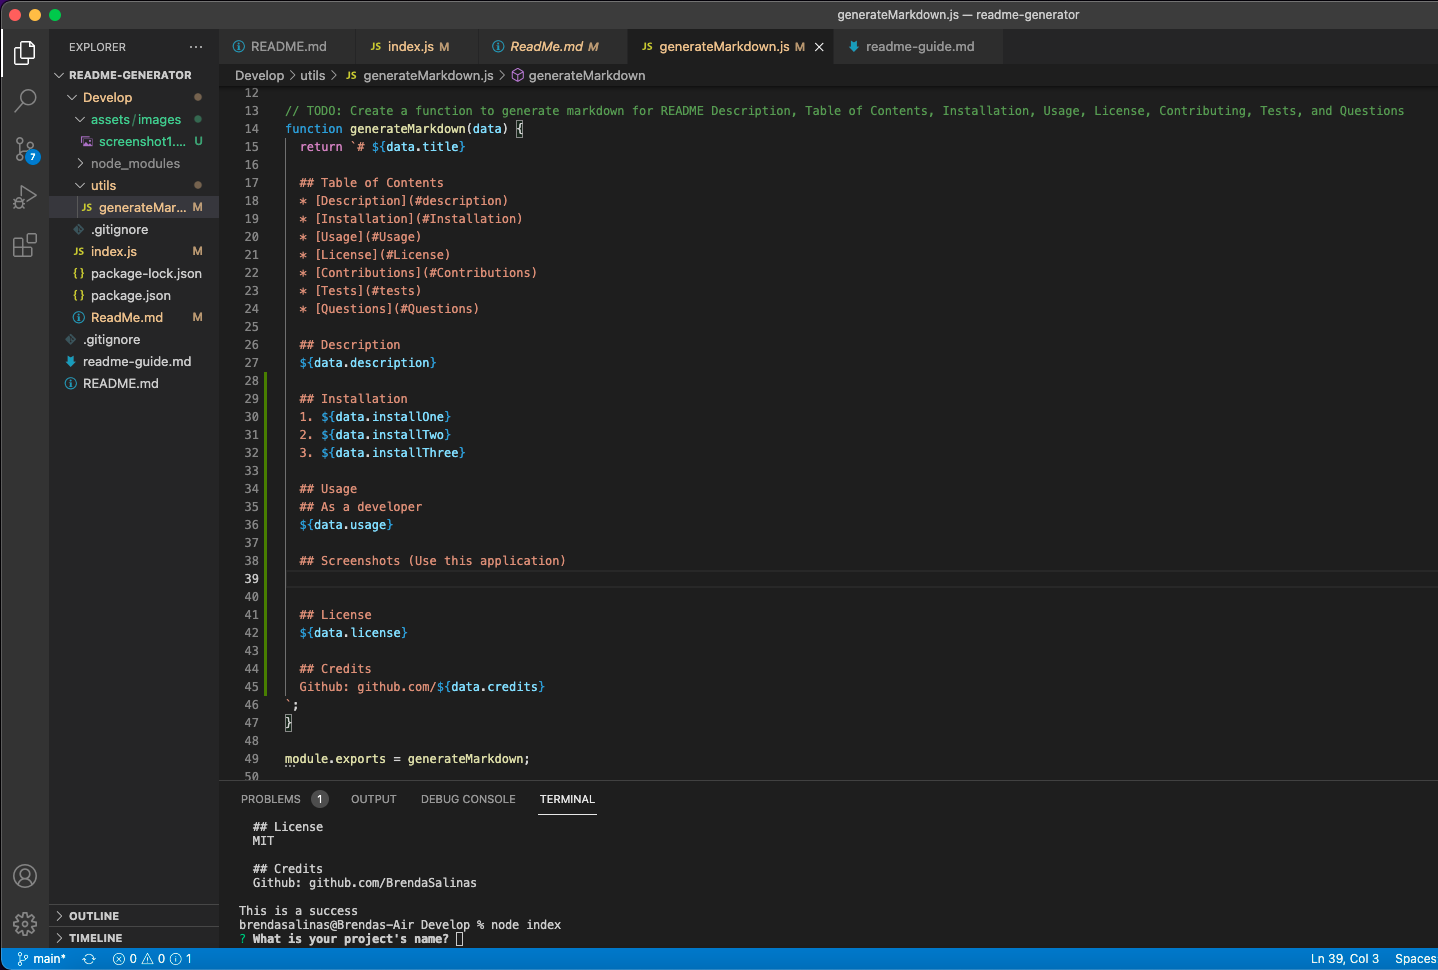 generateMarkdown.js — readme-generator
EXPLORER
README-GENERATOR
Develop
assets/images
screenshot1.... U
node_modules
utils
JS generateMar... M
.gitignore
JS index.js M
{} package-lock.json
{} package.json
ReadMe.md M
.gitignore
readme-guide.md
README.md
OUTLINE
TIMELINE
7
README.md
JS index.js M
ReadMe.md M
JS generateMarkdown.js M
readme-guide.md
Develop > utils > JS generateMarkdown.js > generateMarkdown
12
13 // TODO: Create a function to generate markdown for README Description, Table of Contents, Installation, Usage, License, Contributing, Tests, and Questions
14 function generateMarkdown(data) {
15 return `# ${data.title}
16
17 ## Table of Contents
18 * [Description](#description)
19 * [Installation](#Installation)
20 * [Usage](#Usage)
21 * [License](#License)
22 * [Contributions](#Contributions)
23 * [Tests](#tests)
24 * [Questions](#Questions)
25
26 ## Description
27 ${data.description}
28
29 ## Installation
30 1. ${data.installOne}
31 2. ${data.installTwo}
32 3. ${data.installThree}
33
34 ## Usage
35 ## As a developer
36 ${data.usage}
37
38 ## Screenshots (Use this application)
39
40
41 ## License
42 ${data.license}
43
44 ## Credits
45 Github: github.com/${data.credits}
46 `;
47 }
48
49 module.exports = generateMarkdown;
50
PROBLEMS 1 OUTPUT DEBUG CONSOLE TERMINAL
## License
MIT
## Credits
Github: github.com/BrendaSalinas
This is a success
brendasalinas@Brendas-Air Develop % node index
? What is your project's name?
main* 0 0 1
Ln 39, Col 3 Spaces